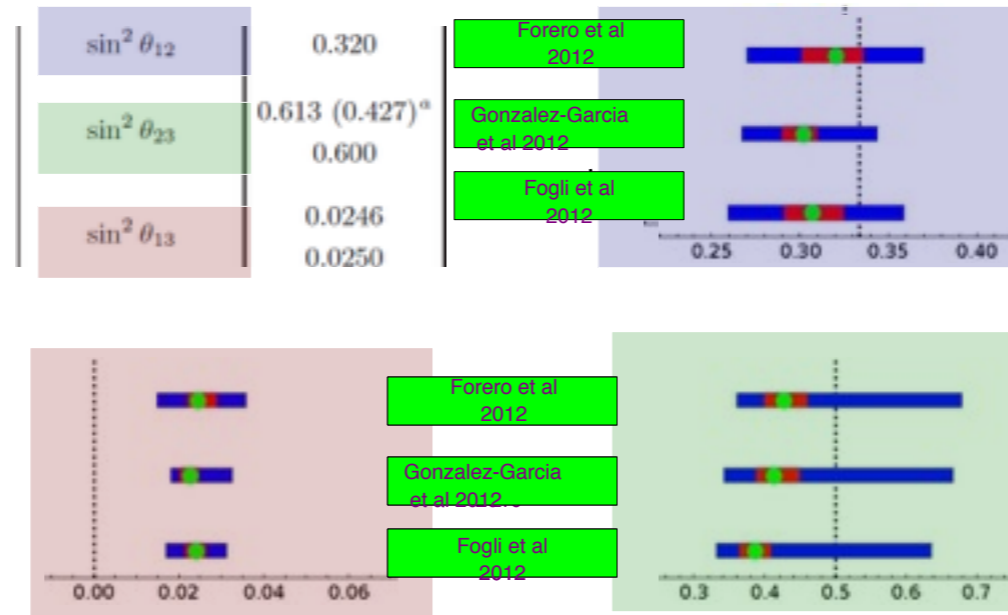 sin² θ₁₂
0.320
Forero et al
2012
sin² θ₂₃
0.613 (0.427)ᵃ
0.600
Gonzalez-Garcia
et al 2012
sin² θ₁₃
0.0246
0.0250
Fogli et al
2012
0.25 0.30 0.35 0.40
Forero et al
2012
Gonzalez-Garcia
et al 2012
Fogli et al
2012
0.00 0.02 0.04 0.06
0.3 0.4 0.5 0.6 0.7